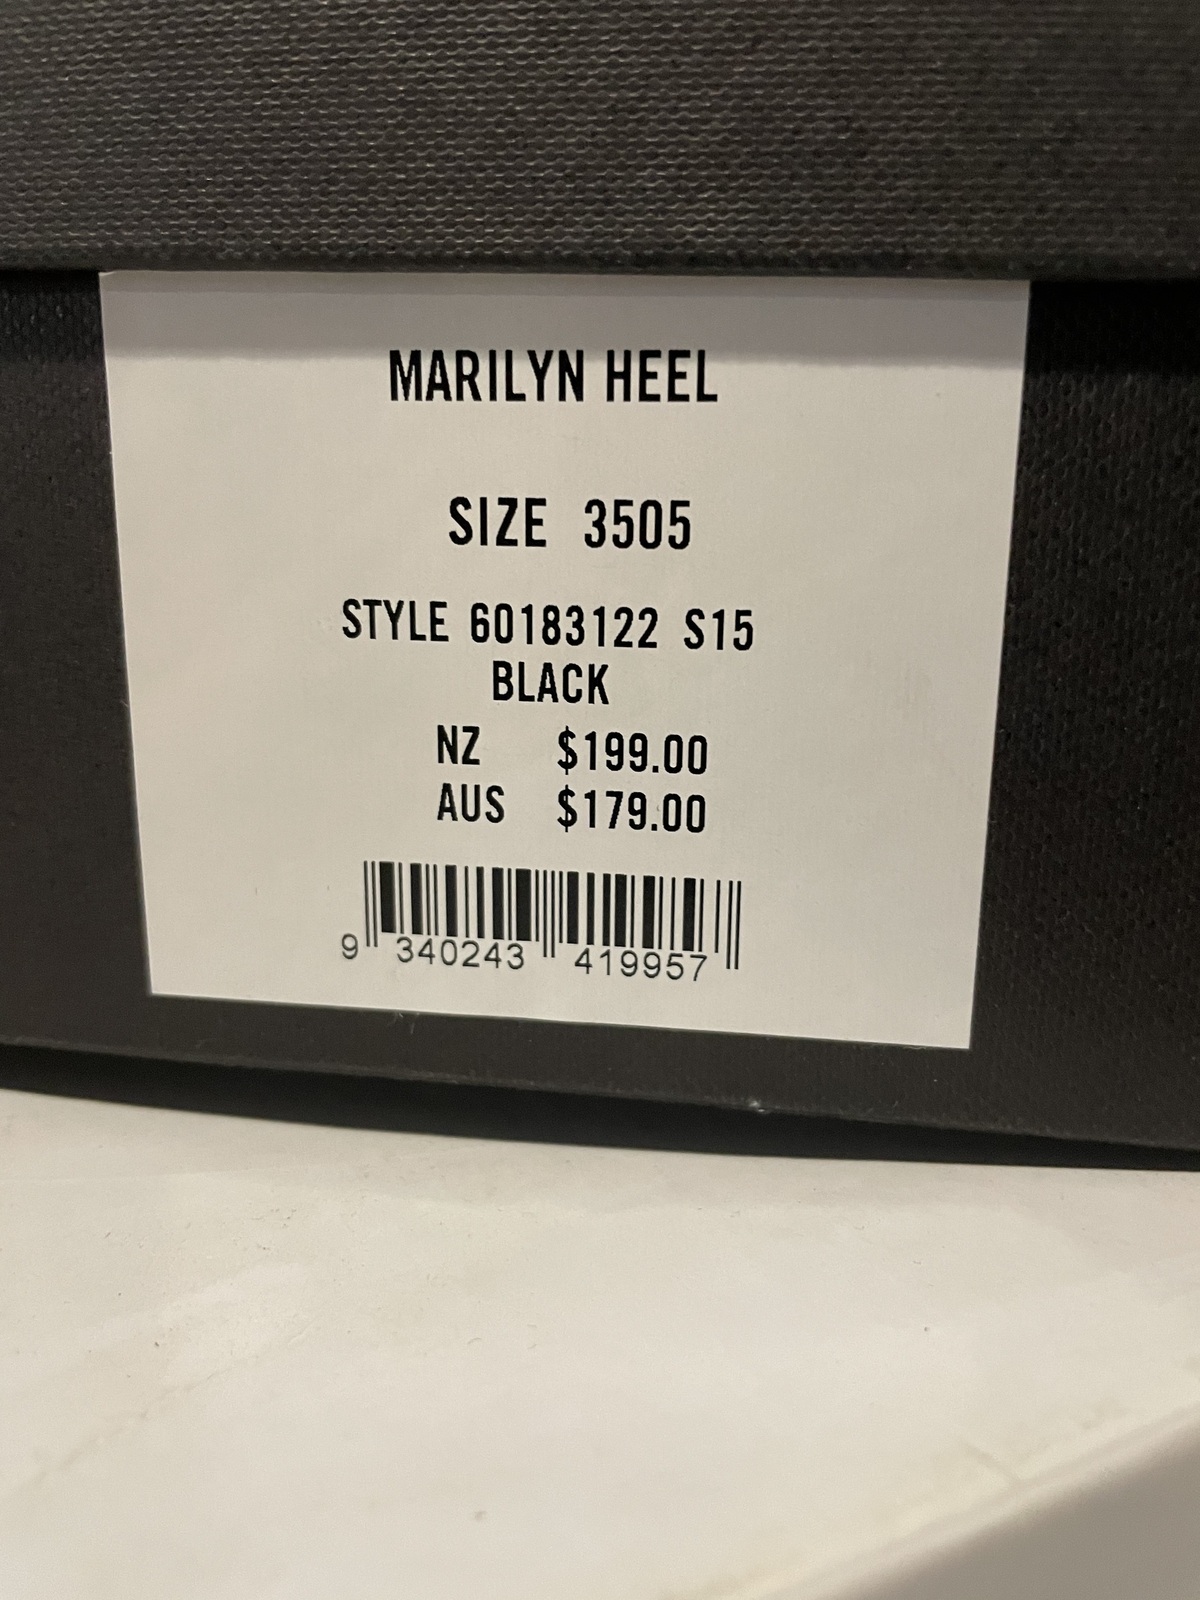 MARILYN HEEL
SIZE 3505
STYLE 60183122 S15
BLACK
NZ $199.00
AUS $179.00
9 340243 419957